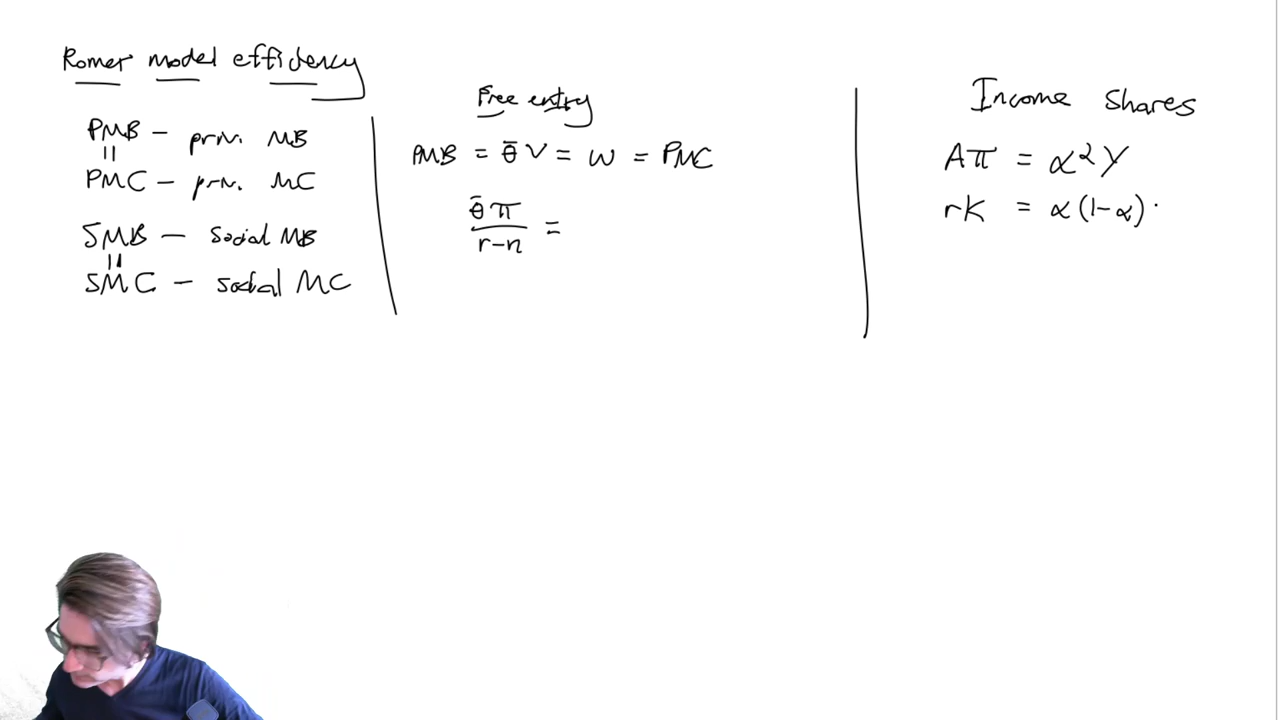 Romer model efficiency
PMB – priv. MB
||
PMC – priv. MC
SMB – social MB
||
SMC – social MC
Free entry
PMB = θ̄ V = w = PMC
θ̄ π / r-n =
Income shares
Aπ = α² Y
rK = α (1-α) ·